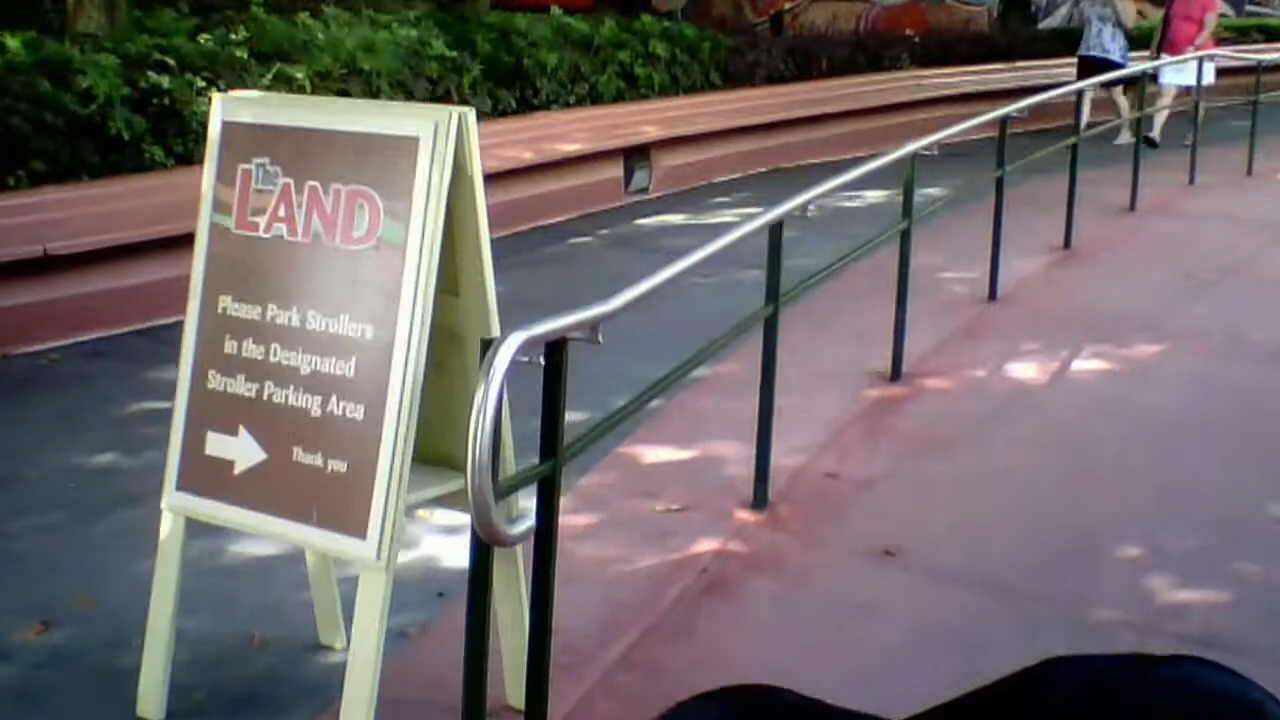 The
LAND
Please Park Strollers
in the Designated
Stroller Parking Area
Thank you